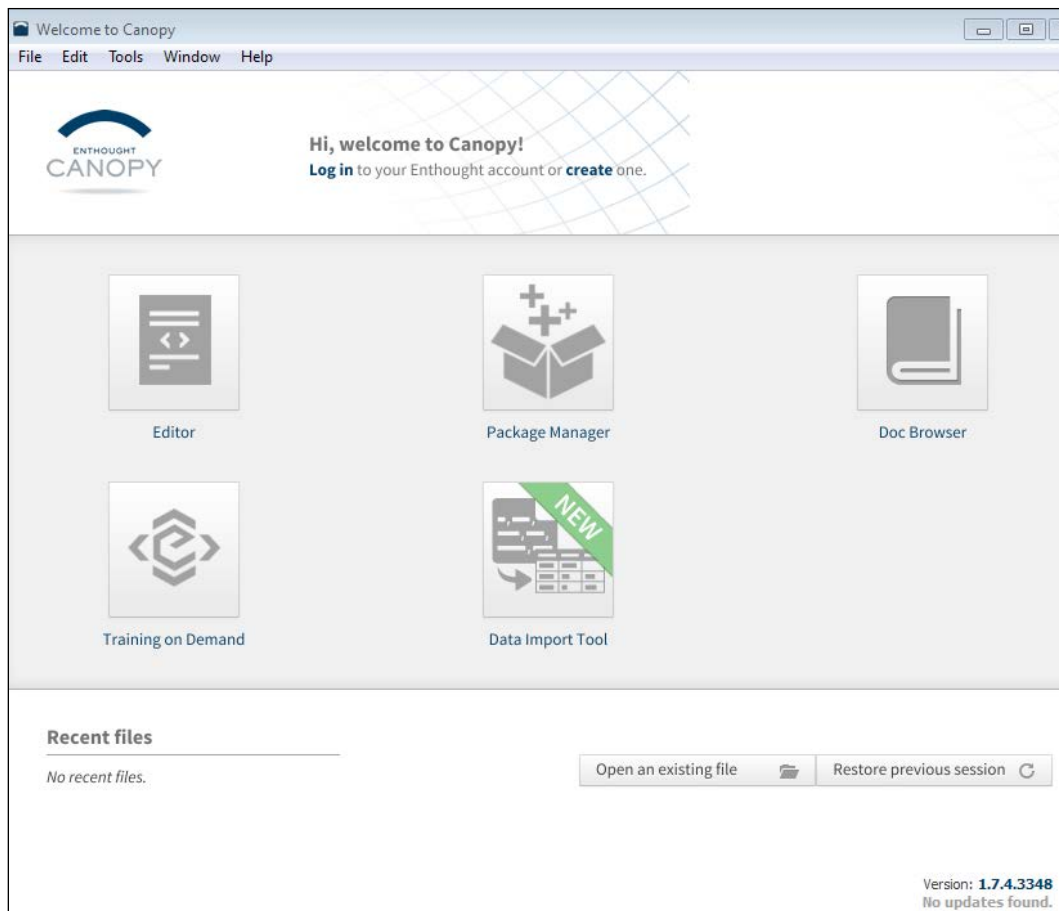 Welcome to Canopy
File Edit Tools Window Help
ENTHOUGHT
CANOPY
Hi, welcome to Canopy!
Log in to your Enthought account or create one.
Editor
Package Manager
Doc Browser
NEW
Training on Demand
Data Import Tool
Recent files
No recent files.
Open an existing file
Restore previous session
Version: 1.7.4.3348
No updates found.